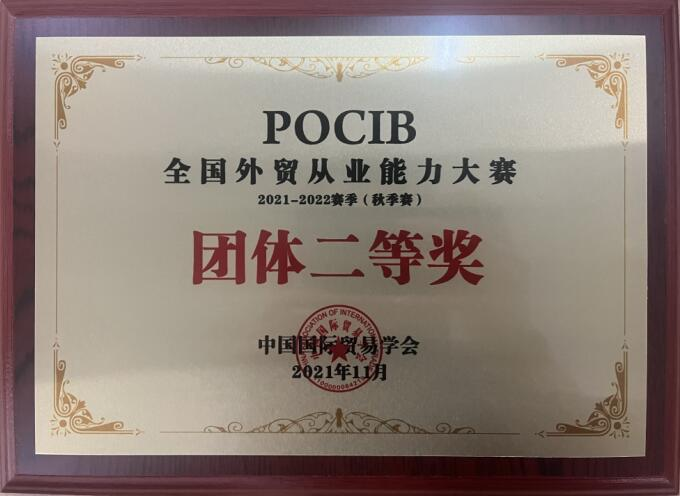 POCIB
全国外贸从业能力大赛
2021-2022赛季（秋季赛）
团体二等奖
中国国际贸易学会
2021年11月